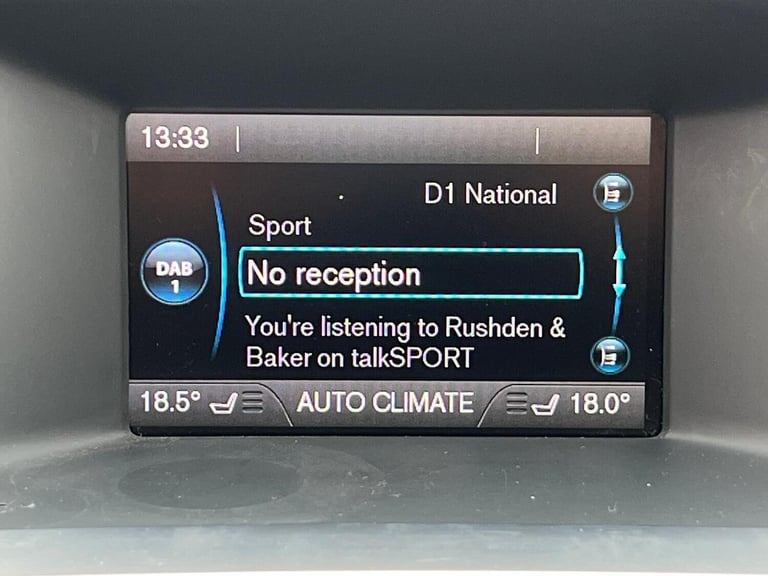 13:33
D1 National
Sport
DAB
1
No reception
You're listening to Rushden &
Baker on talkSPORT
18.5° AUTO CLIMATE 18.0°